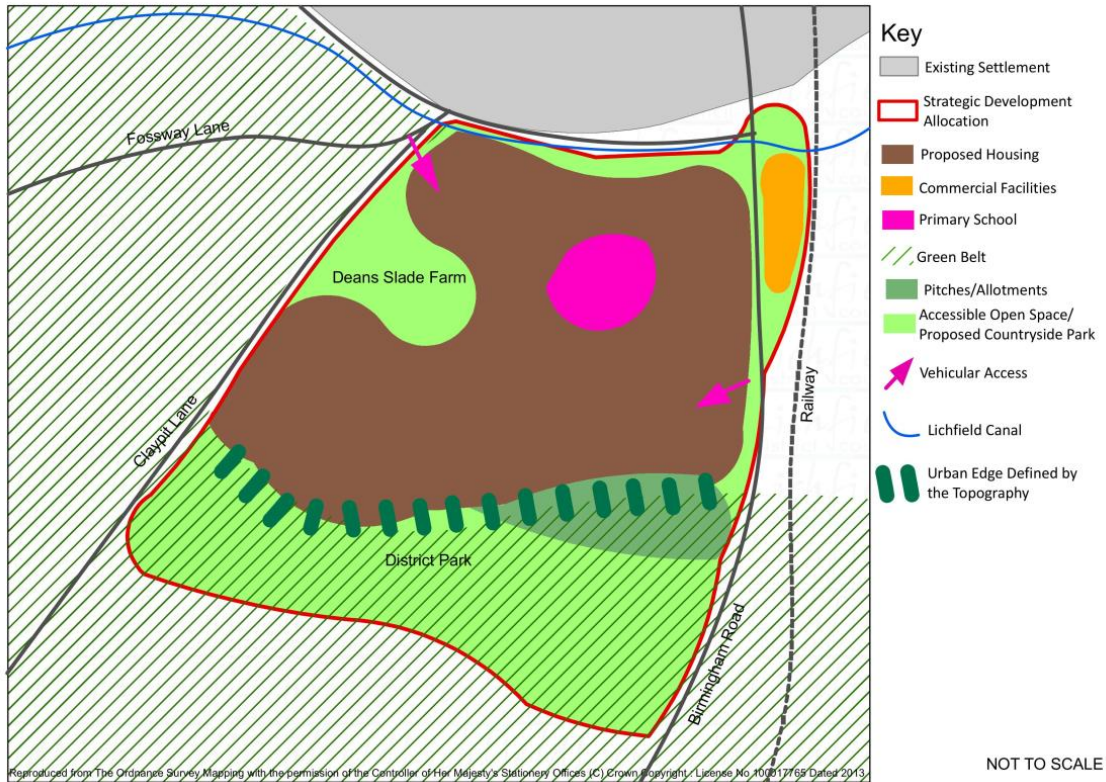 Key
Existing Settlement
Strategic Development
Allocation
Proposed Housing
Commercial Facilities
Primary School
Green Belt
Pitches/Allotments
Accessible Open Space/
Proposed Countryside Park
Vehicular Access
Lichfield Canal
Urban Edge Defined by
the Topography
Fossway Lane
Deans Slade Farm
Claypit Lane
Railway
District Park
Birmingham Road
Reproduced from The Ordnance Survey Mapping with the permission of the Controller of Her Majesty's Stationery Offices (C) Crown Copyright : License No 100017765 Dated 2013
NOT TO SCALE